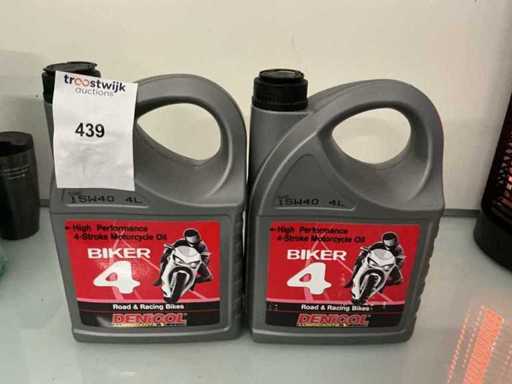 troostwijk
auctions
439
15W40 4L
High Performance
4-Stroke Motorcycle Oil
BIKER
4
Road & Racing Bikes
DENICOL
15W40 4L
High Performance
4-Stroke Motorcycle Oil
BIKER
4
Road & Racing Bikes
DENICOL